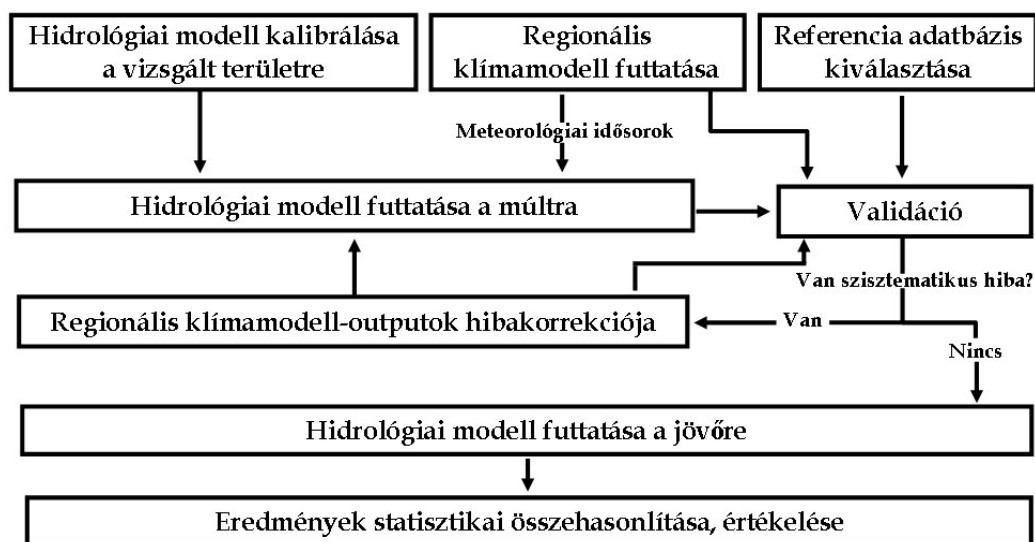 Hidrológiai modell kalibrálása
a vizsgált területre
Regionális
klímamodell futtatása
Referencia adatbázis
kiválasztása
Meteorológiai idősorok
Hidrológiai modell futtatása a múltra
Validáció
Van szisztematikus hiba?
Regionális klímamodell-outputok hibakorrekciója
Van
Nincs
Hidrológiai modell futtatása a jövőre
Eredmények statisztikai összehasonlítása, értékelése